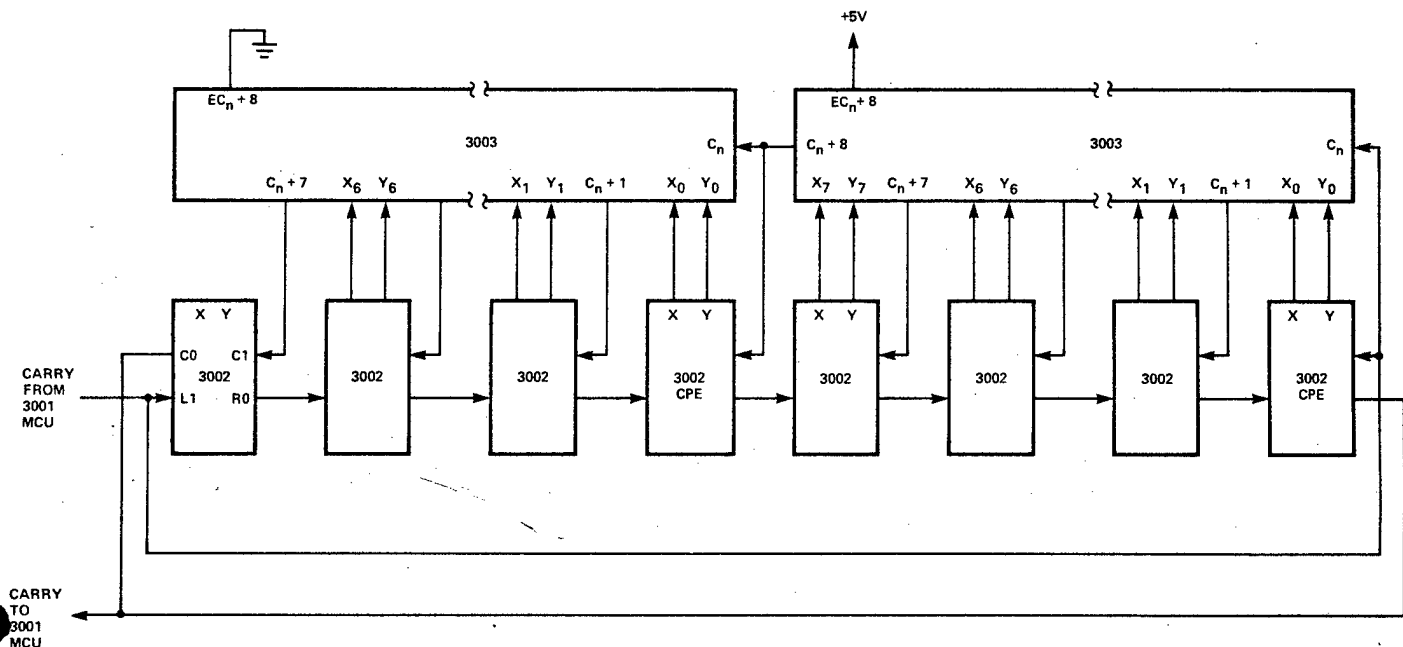 +5V
ECn + 8
ECn + 8
3003
Cn
Cn + 8
3003
Cn
Cn + 7 X6 Y6 X1 Y1 Cn + 1 X0 Y0
X7 Y7 Cn + 7 X6 Y6 X1 Y1 Cn + 1 X0 Y0
X Y
X Y
X Y
X Y
C0 C1
3002
L1 R0
3002
3002
3002
CPE
3002
3002
3002
3002
CPE
CARRY
FROM
3001
MCU
CARRY
TO
3001
MCU